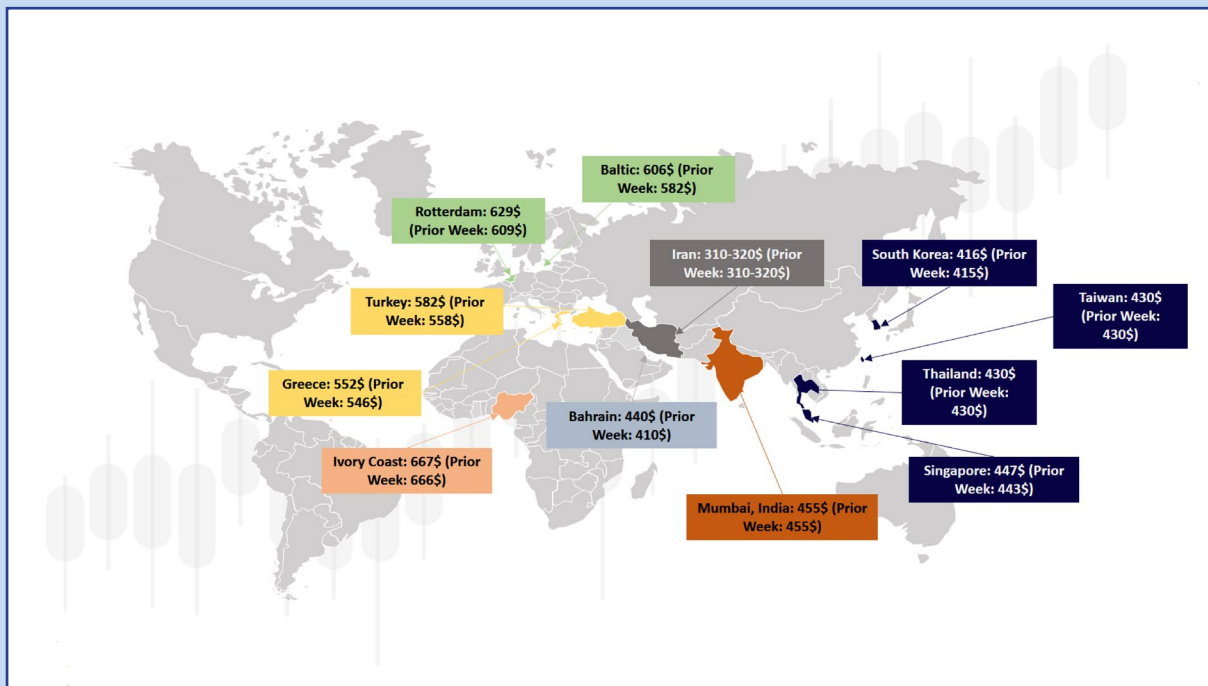 Baltic: 606$ (Prior
Week: 582$)
Rotterdam: 629$
(Prior Week: 609$)
Iran: 310-320$ (Prior
Week: 310-320$)
South Korea: 416$ (Prior
Week: 415$)
Turkey: 582$ (Prior
Week: 558$)
Taiwan: 430$
(Prior Week:
430$)
Greece: 552$ (Prior
Week: 546$)
Thailand: 430$
(Prior Week:
430$)
Bahrain: 440$ (Prior
Week: 410$)
Ivory Coast: 667$ (Prior
Week: 666$)
Singapore: 447$ (Prior
Week: 443$)
Mumbai, India: 455$ (Prior
Week: 455$)